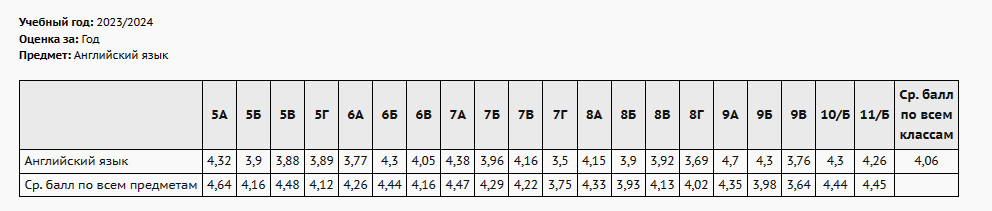 Учебный год: 2023/2024
Оценка за: Год
Предмет: Английский язык
5А 5Б 5В 5Г 6А 6Б 6В 7А 7Б 7В 7Г 8А 8Б 8В 8Г 9А 9Б 9В 10/Б 11/Б Ср. балл по всем классам
Английский язык 4,32 3,9 3,88 3,89 3,77 4,3 4,05 4,38 3,96 4,16 3,5 4,15 3,9 3,92 3,69 4,7 4,3 3,76 4,3 4,26 4,06
Ср. балл по всем предметам 4,64 4,16 4,48 4,12 4,26 4,44 4,16 4,47 4,29 4,22 3,75 4,33 3,93 4,13 4,02 4,35 3,98 3,64 4,44 4,45